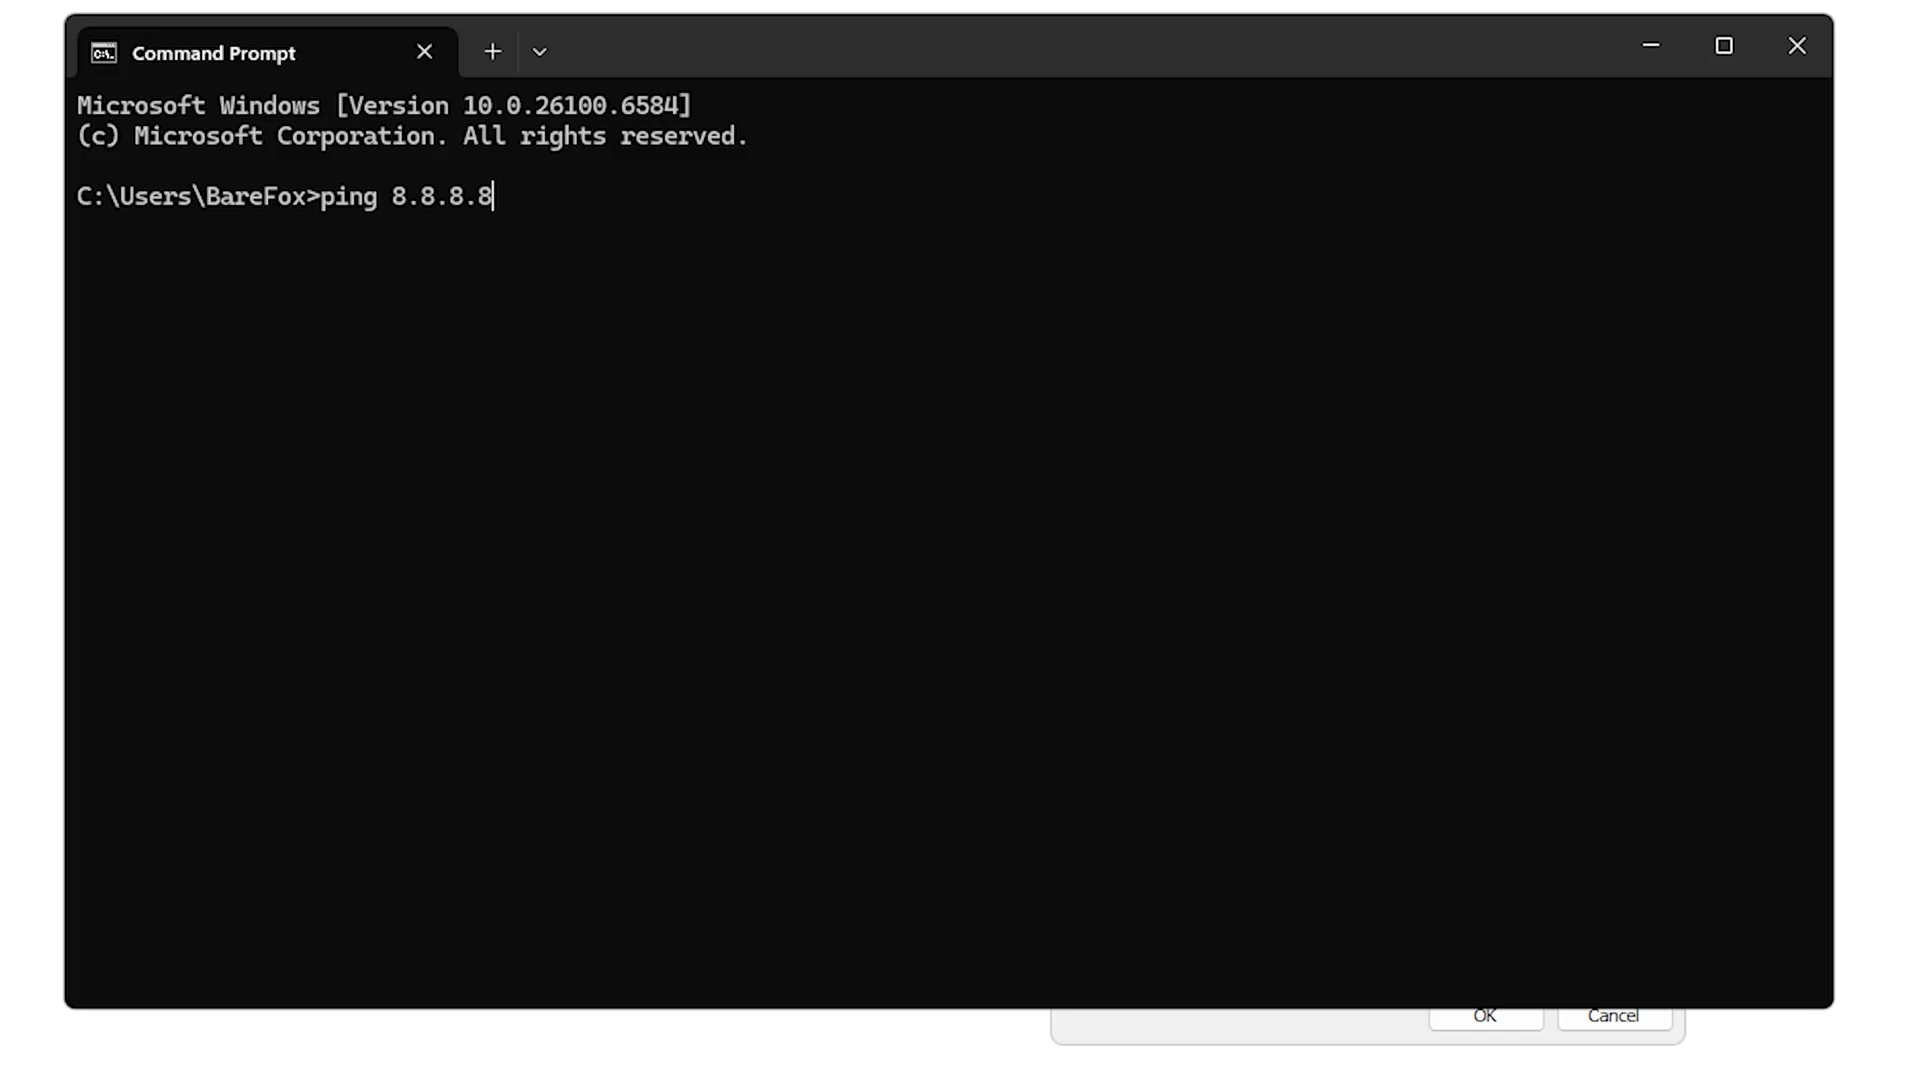 Command Prompt
Microsoft Windows [Version 10.0.26100.6584]
(c) Microsoft Corporation. All rights reserved.
C:\Users\BareFox>ping 8.8.8.8
OK
Cancel